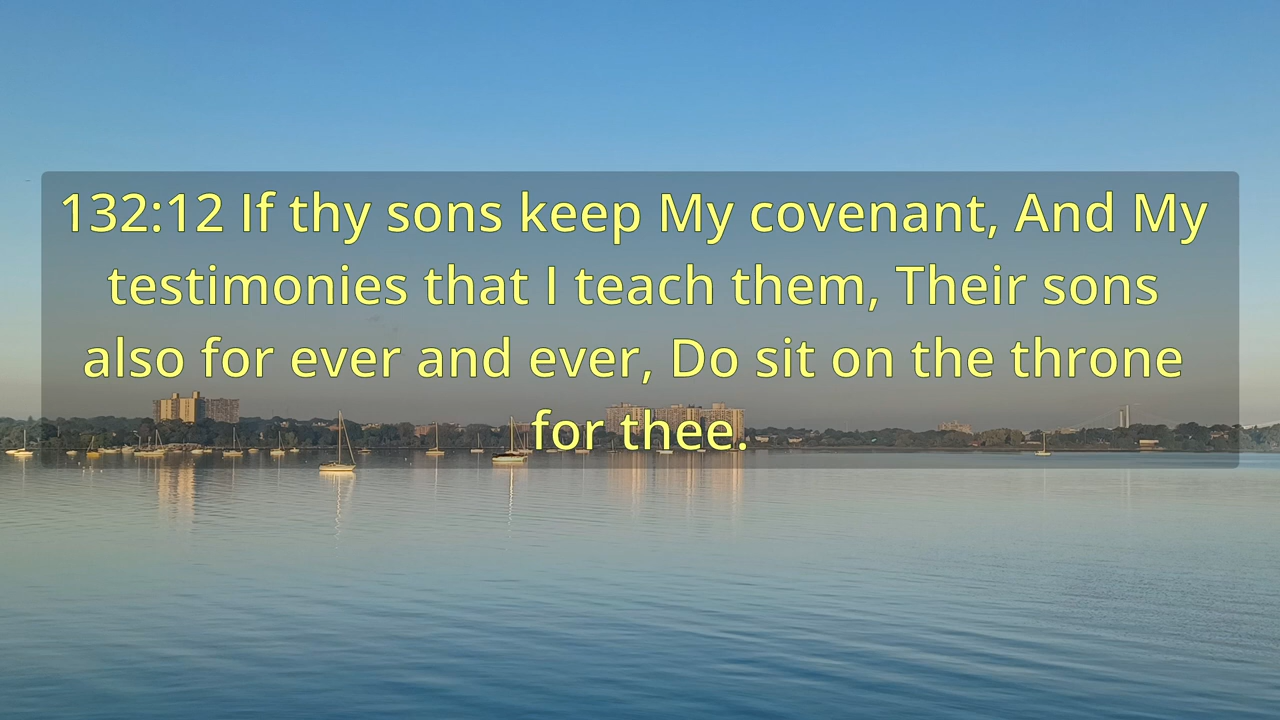 132:12 If thy sons keep My covenant, And My
testimonies that I teach them, Their sons
also for ever and ever, Do sit on the throne
for thee.